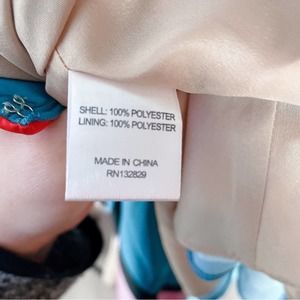 SHELL: 100% POLYESTER
LINING: 100% POLYESTER
MADE IN CHINA
RN132829